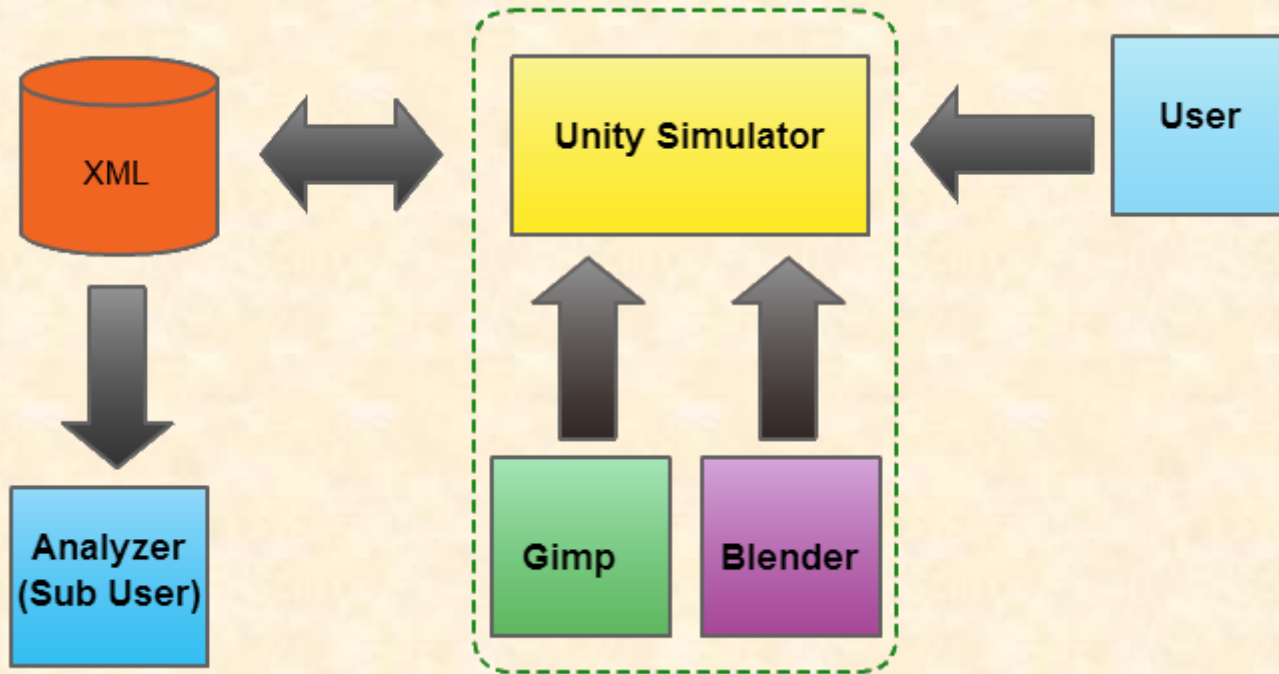 XML
Unity Simulator
User
Analyzer
(Sub User)
Gimp
Blender